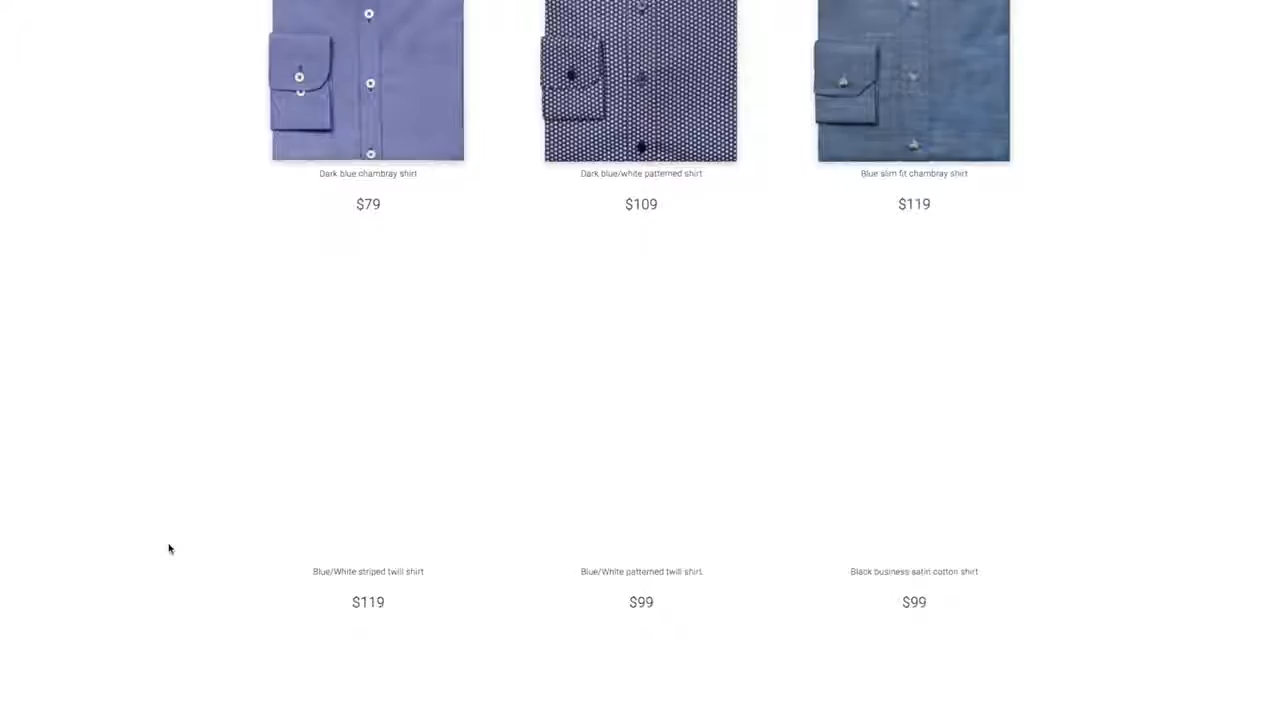 Dark blue chambray shirt
Dark blue/white patterned shirt
Blue slim fit chambray shirt
$79
$109
$119
Blue/White striped twill shirt
Blue/White patterned twill shirt
Black business satin cotton shirt
$119
$99
$99